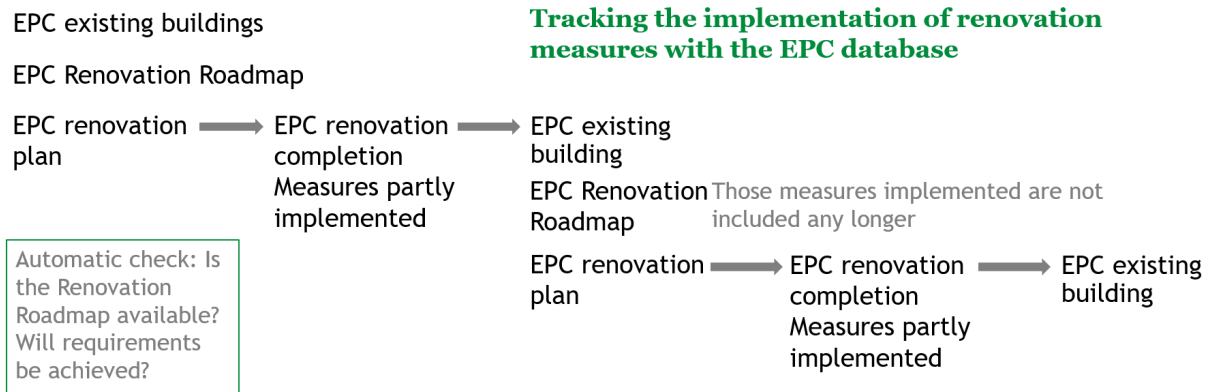 EPC existing buildings
Tracking the implementation of renovation
measures with the EPC database
EPC Renovation Roadmap
EPC renovation
plan
EPC renovation
completion
Measures partly
implemented
EPC existing
building
EPC Renovation
Roadmap
Those measures implemented are not
included any longer
Automatic check: Is
the Renovation
Roadmap available?
Will requirements
be achieved?
EPC renovation
plan
EPC renovation
completion
Measures partly
implemented
EPC existing
building